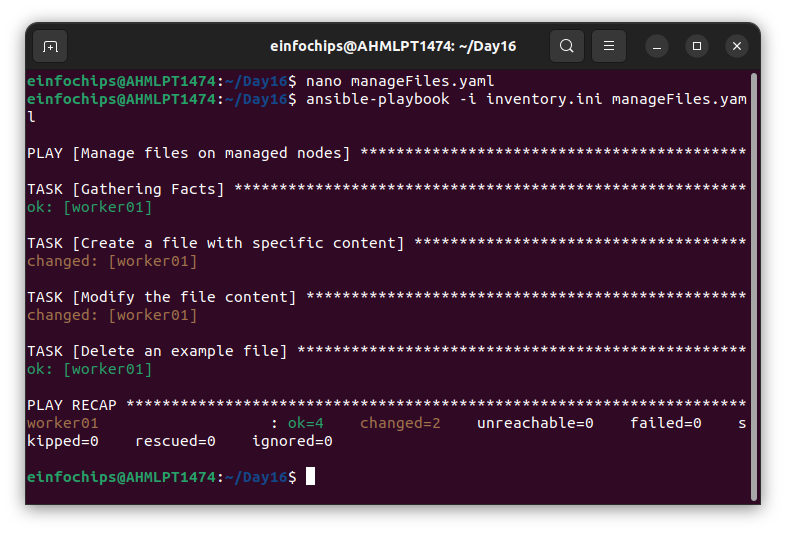 einfochips@AHMLPT1474: ~/Day16
einfochips@AHMLPT1474:~/Day16$ nano manageFiles.yaml
einfochips@AHMLPT1474:~/Day16$ ansible-playbook -i inventory.ini manageFiles.yam
l
PLAY [Manage files on managed nodes] *******************************************
TASK [Gathering Facts] *********************************************************
ok: [worker01]
TASK [Create a file with specific content] *************************************
changed: [worker01]
TASK [Modify the file content] *************************************************
changed: [worker01]
TASK [Delete an example file] **************************************************
ok: [worker01]
PLAY RECAP *********************************************************************
worker01                   : ok=4    changed=2    unreachable=0    failed=0    s
kipped=0    rescued=0    ignored=0
einfochips@AHMLPT1474:~/Day16$